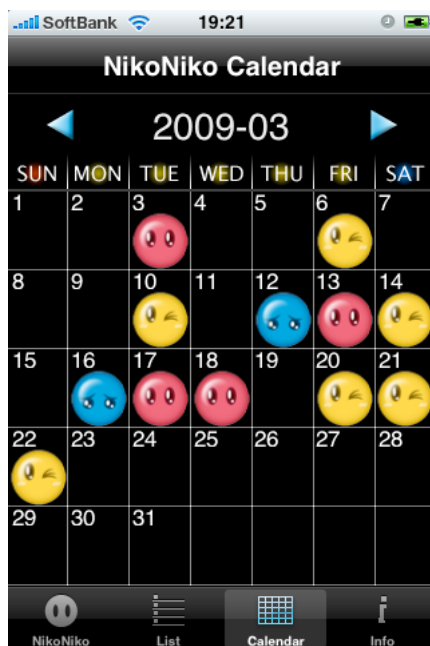 SoftBank 19:21
NikoNiko Calendar
2009-03
SUN MON TUE WED THU FRI SAT
1 2 3 4 5 6 7
8 9 10 11 12 13 14
15 16 17 18 19 20 21
22 23 24 25 26 27 28
29 30 31
NikoNiko List Calendar Info